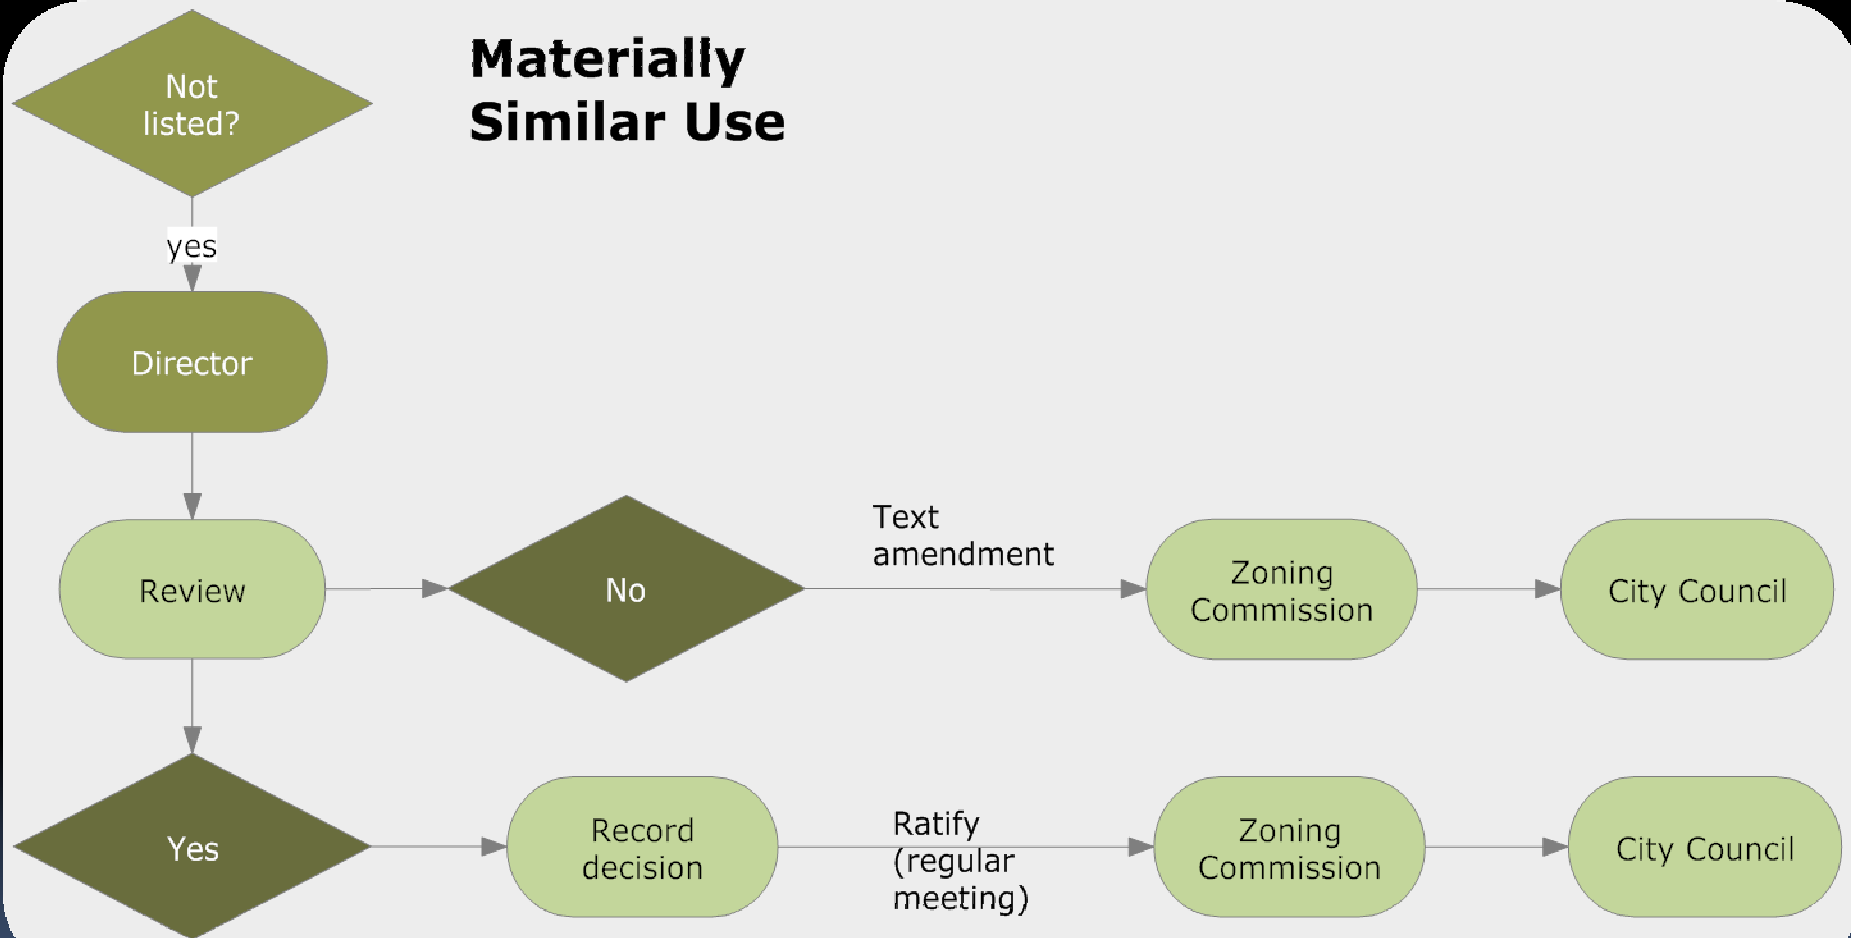 Not
listed?
Materially
Similar Use
yes
Director
Review
No
Text
amendment
Zoning
Commission
City Council
Yes
Record
decision
Ratify
(regular
meeting)
Zoning
Commission
City Council